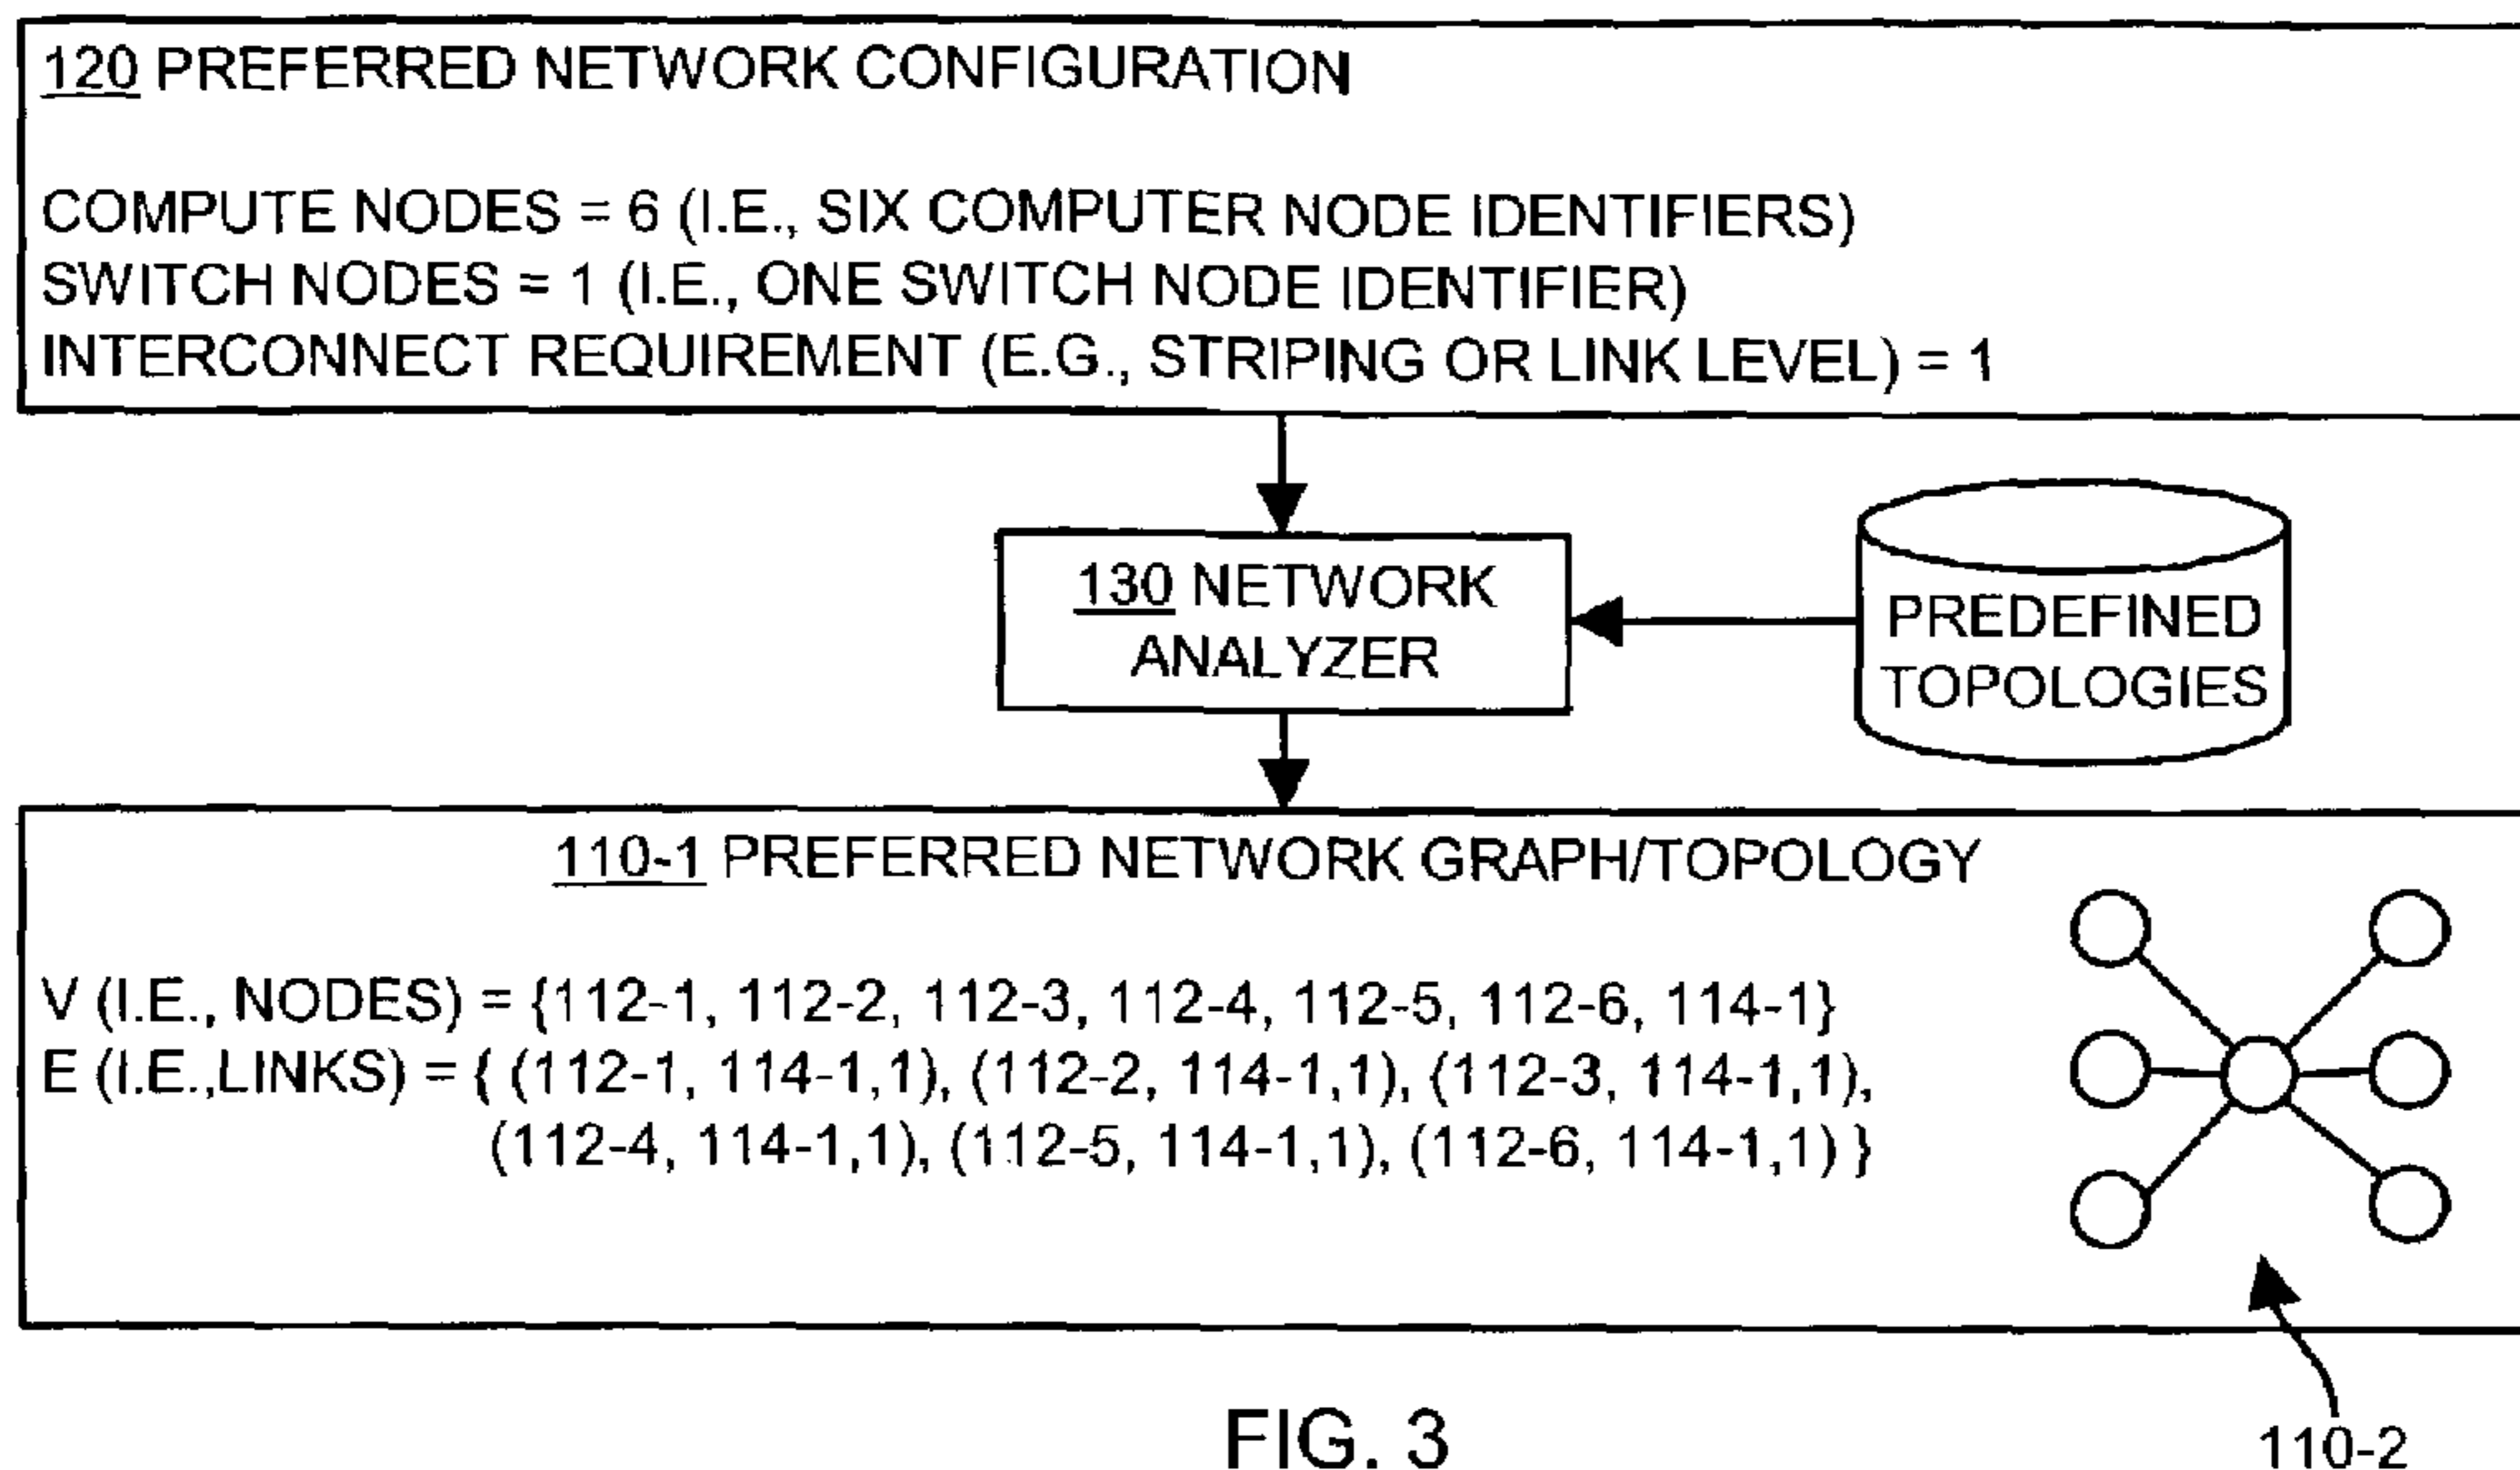 120 PREFERRED NETWORK CONFIGURATION
COMPUTE NODES = 6 (I.E., SIX COMPUTER NODE IDENTIFIERS)
SWITCH NODES = 1 (I.E., ONE SWITCH NODE IDENTIFIER)
INTERCONNECT REQUIREMENT (E.G., STRIPING OR LINK LEVEL) = 1
130 NETWORK
ANALYZER
PREDEFINED
TOPOLOGIES
110-1 PREFERRED NETWORK GRAPH/TOPOLOGY
V (I.E., NODES) = {112-1, 112-2, 112-3, 112-4, 112-5, 112-6, 114-1}
E (I.E.,LINKS) = { (112-1, 114-1,1), (112-2, 114-1,1), (112-3, 114-1,1),
(112-4, 114-1,1), (112-5, 114-1,1), (112-6, 114-1,1) }
110-2
FIG. 3